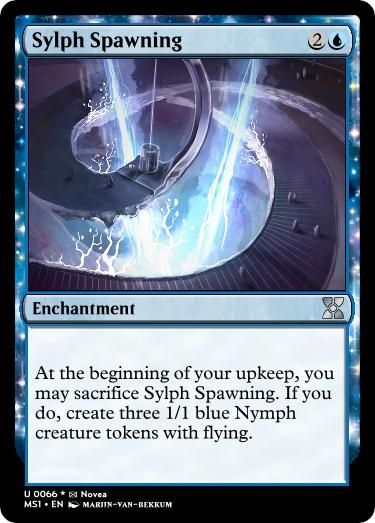 Sylph Spawning 2
Enchantment
At the beginning of your upkeep, you
may sacrifice Sylph Spawning. If you
do, create three 1/1 blue Nymph
creature tokens with flying.
U 0066 * Novea
MS1 • EN MARIJN-VAN-BEKKUM